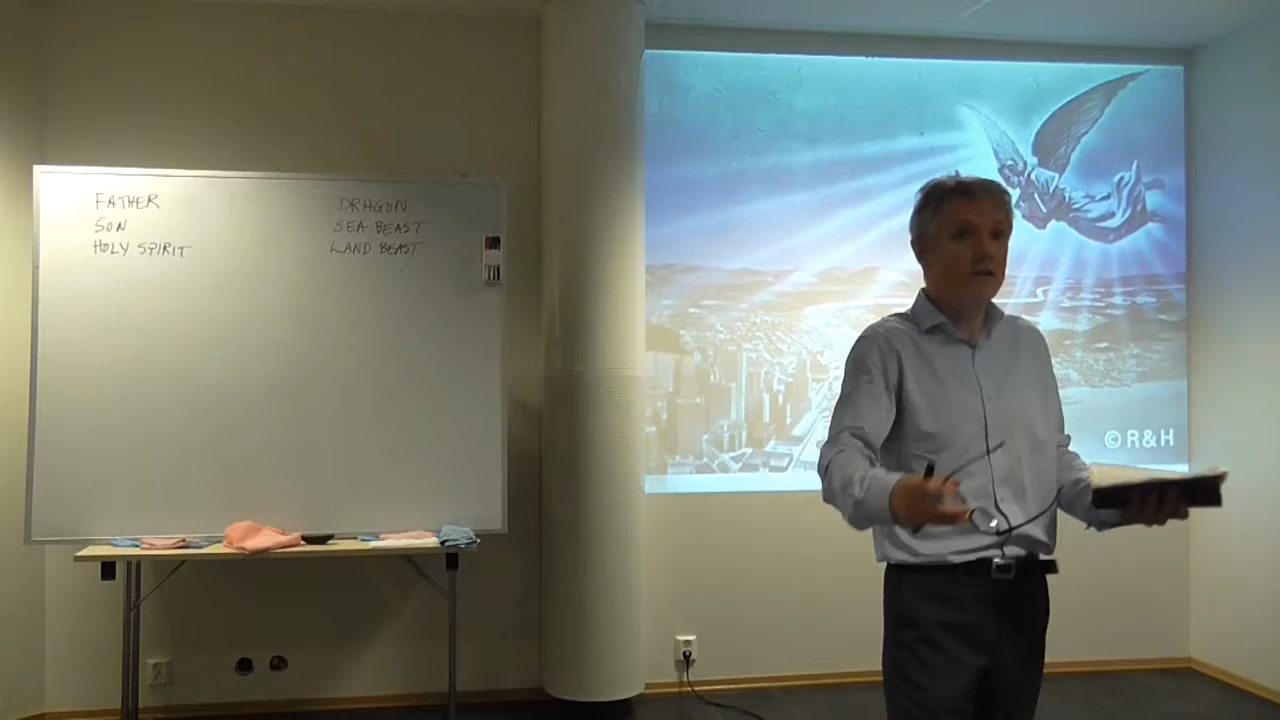 FATHER
SON
HOLY SPIRIT
DRAGON
SEA BEAST
LAND BEAST
© R&H